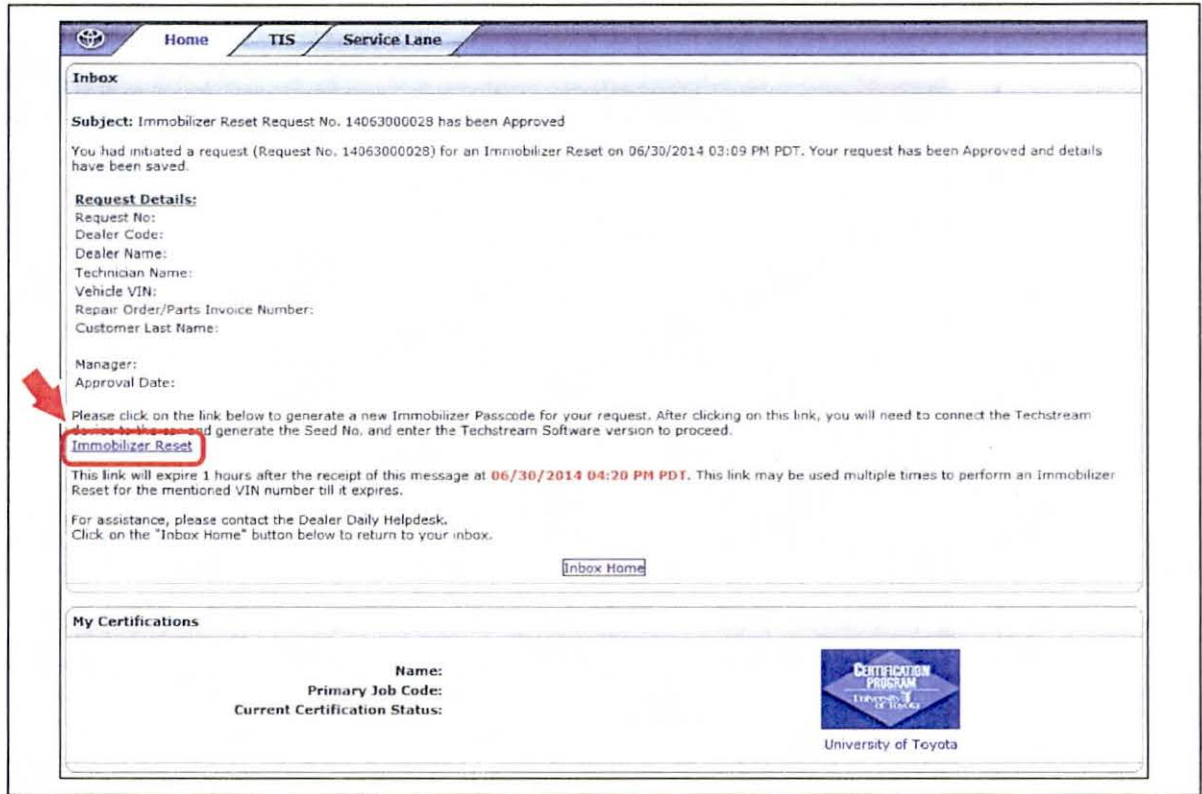 Home TIS Service Lane
Inbox
Subject: Immobilizer Reset Request No. 14063000028 has been Approved
You had initiated a request (Request No. 14063000028) for an Immobilizer Reset on 06/30/2014 03:09 PM PDT. Your request has been Approved and details
have been saved.
Request Details:
Request No:
Dealer Code:
Dealer Name:
Technician Name:
Vehicle VIN:
Repair Order/Parts Invoice Number:
Customer Last Name:
Manager:
Approval Date:
Please click on the link below to generate a new Immobilizer Passcode for your request. After clicking on this link, you will need to connect the Techstream
device to the car and generate the Seed No. and enter the Techstream Software version to proceed.
Immobilizer Reset
This link will expire 1 hours after the receipt of this message at 06/30/2014 04:20 PM PDT. This link may be used multiple times to perform an Immobilizer
Reset for the mentioned VIN number till it expires.
For assistance, please contact the Dealer Daily Helpdesk.
Click on the "Inbox Home" button below to return to your inbox.
Inbox Home
My Certifications
Name:
Primary Job Code:
Current Certification Status:
CERTIFICATION
PROGRAM
University
of Toyota
University of Toyota